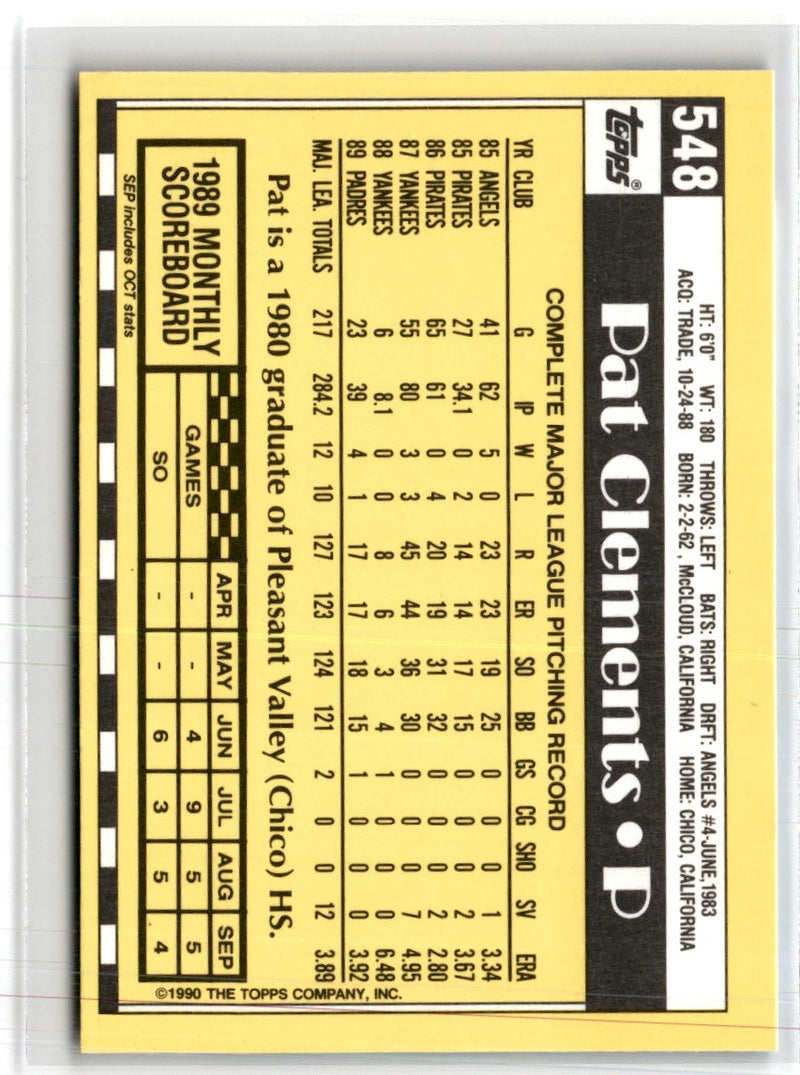 548
HT: 6'0" WT: 180 THROWS: LEFT BATS: RIGHT DRFT: ANGELS #4-JUNE, 1983
ACQ: TRADE, 10-24-88 BORN: 2-2-62, McCLOUD, CALIFORNIA HOME: CHICO, CALIFORNIA
TOPPS®
Pat Clements • P
COMPLETE MAJOR LEAGUE PITCHING RECORD
YR CLUB G IP W L R ER SO BB GS CG SHO SV ERA
85 ANGELS 41 62 5 0 23 23 19 25 0 0 0 1 3.34
85 PIRATES 27 34.1 0 2 14 14 17 15 0 0 0 2 3.67
86 PIRATES 65 61 0 4 20 19 31 32 0 0 0 2 2.80
87 YANKEES 55 80 3 3 45 44 36 30 0 0 0 7 4.95
88 YANKEES 6 8.1 0 0 8 6 3 4 1 0 0 0 6.48
89 PADRES 23 39 4 1 17 17 18 15 1 0 0 0 3.92
MAJ. LEA. TOTALS 217 284.2 12 10 127 123 124 121 2 0 0 12 3.89
Pat is a 1980 graduate of Pleasant Valley (Chico) HS.
1989 MONTHLY
SCOREBOARD
APR MAY JUN JUL AUG SEP
GAMES - - 4 9 5 5
SO - - 6 3 5 4
SEP includes OCT stats
©1990 THE TOPPS COMPANY, INC.